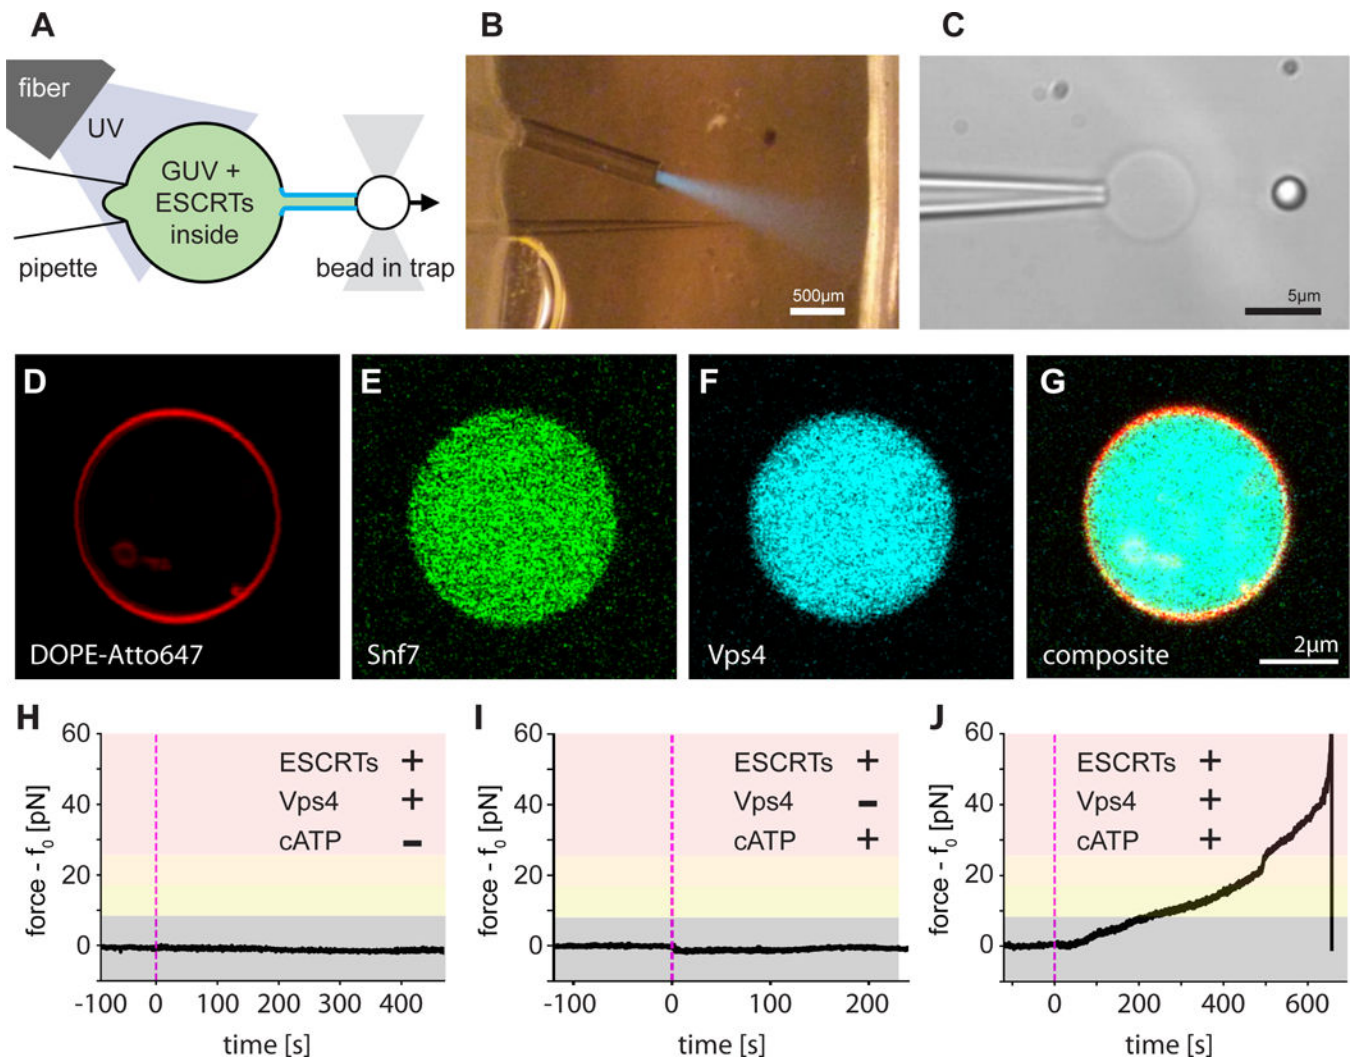 A
fiber
UV
GUV +
ESCRTs
inside
pipette
bead in trap
B
500µm
C
5µm
D
DOPE-Atto647
E
Snf7
F
Vps4
G
composite
2µm
H
60
40
20
0
force - f0 [pN]
ESCRTs +
Vps4 +
cATP -
-100 0 100 200 300 400
time [s]
I
60
40
20
0
force - f0 [pN]
ESCRTs +
Vps4 -
cATP +
-100 0 100 200
time [s]
J
60
40
20
0
force - f0 [pN]
ESCRTs +
Vps4 +
cATP +
0 200 400 600
time [s]